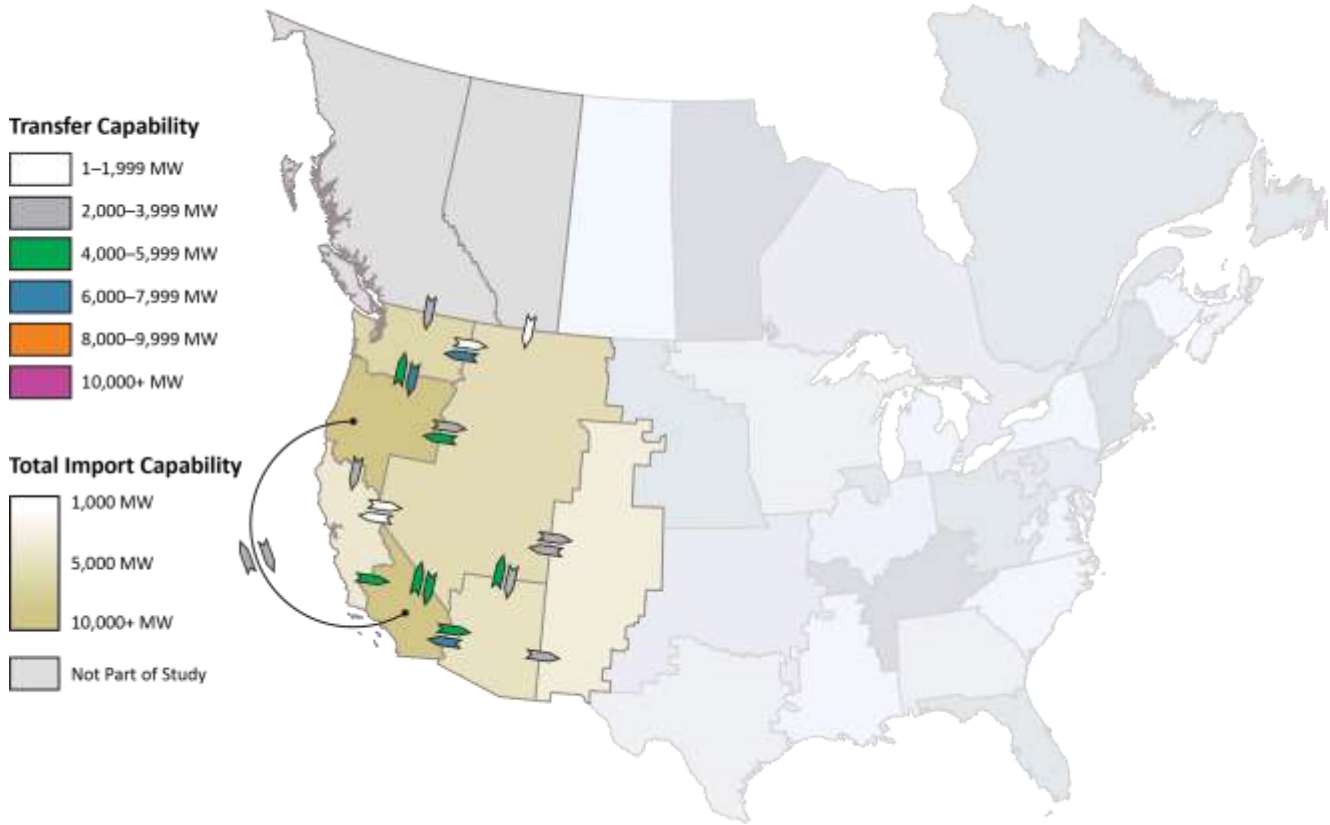 Transfer Capability
1–1,999 MW
2,000–3,999 MW
4,000–5,999 MW
6,000–7,999 MW
8,000–9,999 MW
10,000+ MW
Total Import Capability
1,000 MW
5,000 MW
10,000+ MW
Not Part of Study